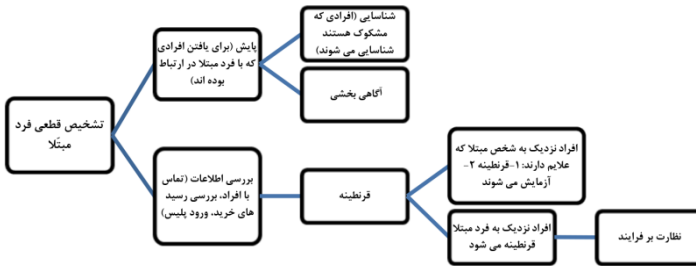 تشخیص قطعی فرد
مبتلا
پایش (برای یافتن افرادی
که با فرد مبتلا در ارتباط
بوده اند)
شناسایی (افرادی که
مشکوک هستند
شناسایی می شوند)
آگاهی بخشی
بررسی اطلاعات (تماس
با افراد، بررسی رسید
های خرید، ورود پلیس)
قرنطینه
افراد نزدیک به شخص مبتلا که
علایم دارند: ۱-قرنطینه ۲-
آزمایش می شوند
افراد نزدیک به فرد مبتلا
قرنطینه می شود
نظارت بر فرایند